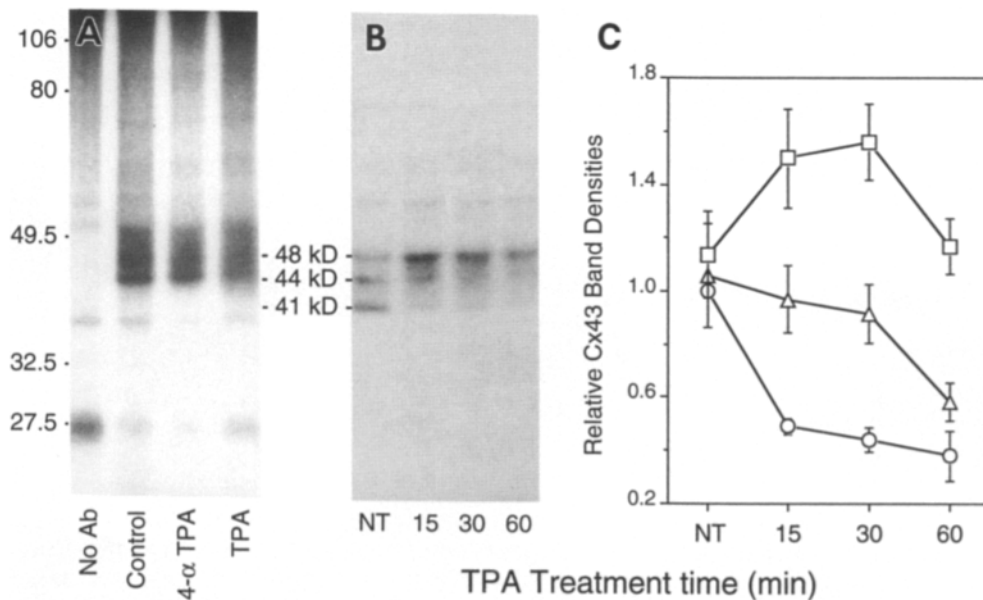 A
106
80
49.5
32.5
27.5
No Ab
Control
4-α TPA
TPA
B
48 kD
44 kD
41 kD
NT 15 30 60
C
Relative Cx43 Band Densities
1.8
1.4
1.0
0.6
0.2
NT 15 30 60
TPA Treatment time (min)